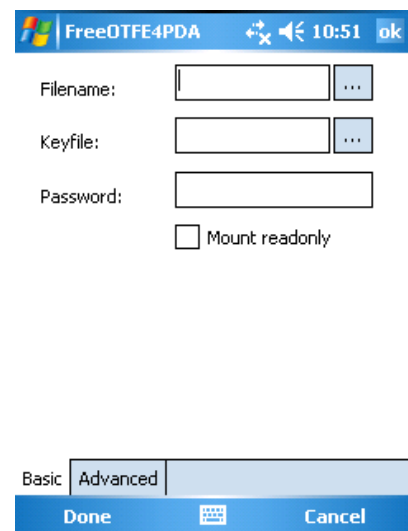 FreeOTFE4PDA 10:51 ok
Filename: ...
Keyfile: ...
Password:
Mount readonly
Basic Advanced
Done Cancel